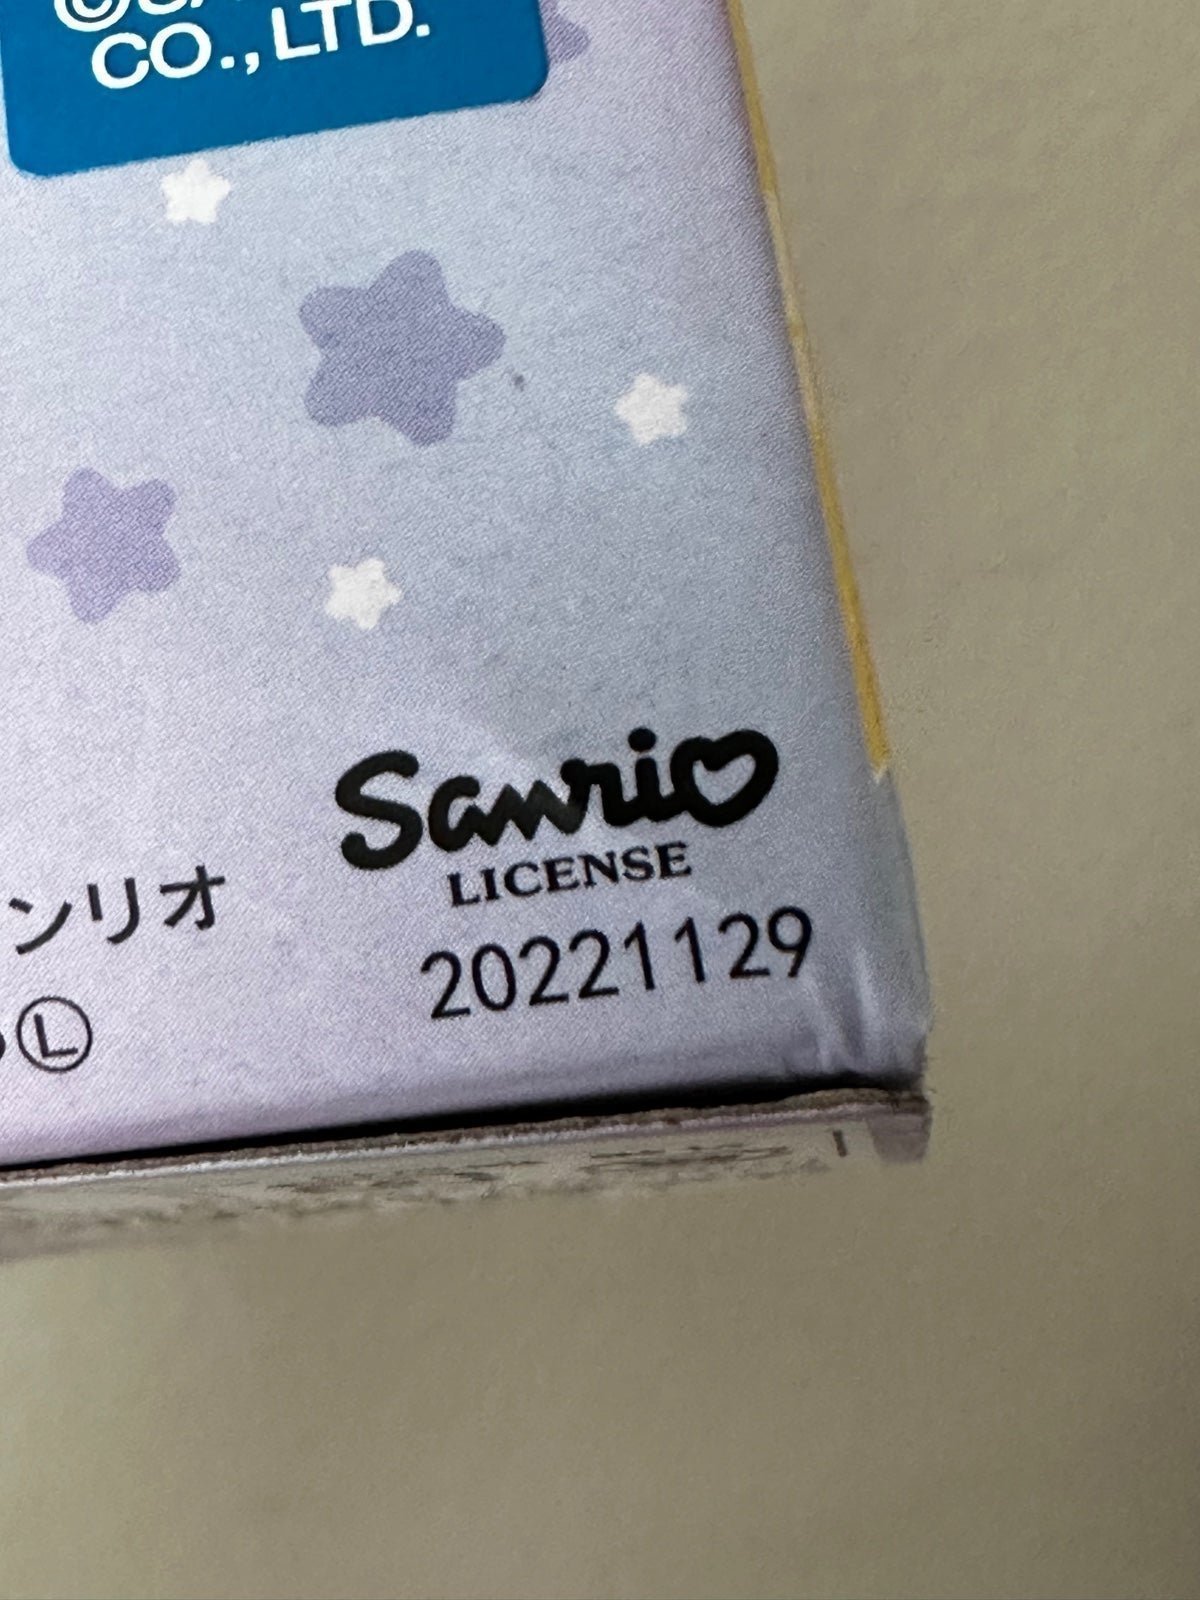 CO.,LTD.
Sanrio
LICENSE
ンリオ
20221129
Ⓛ